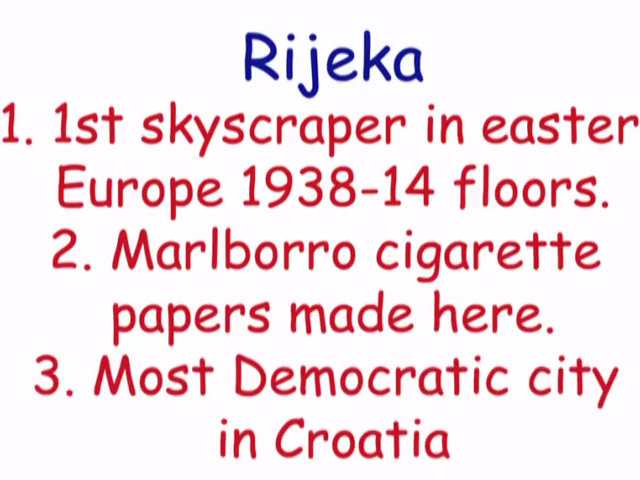 Rijeka
1. 1st skyscraper in easter
Europe 1938-14 floors.
2. Marlborro cigarette
papers made here.
3. Most Democratic city
in Croatia